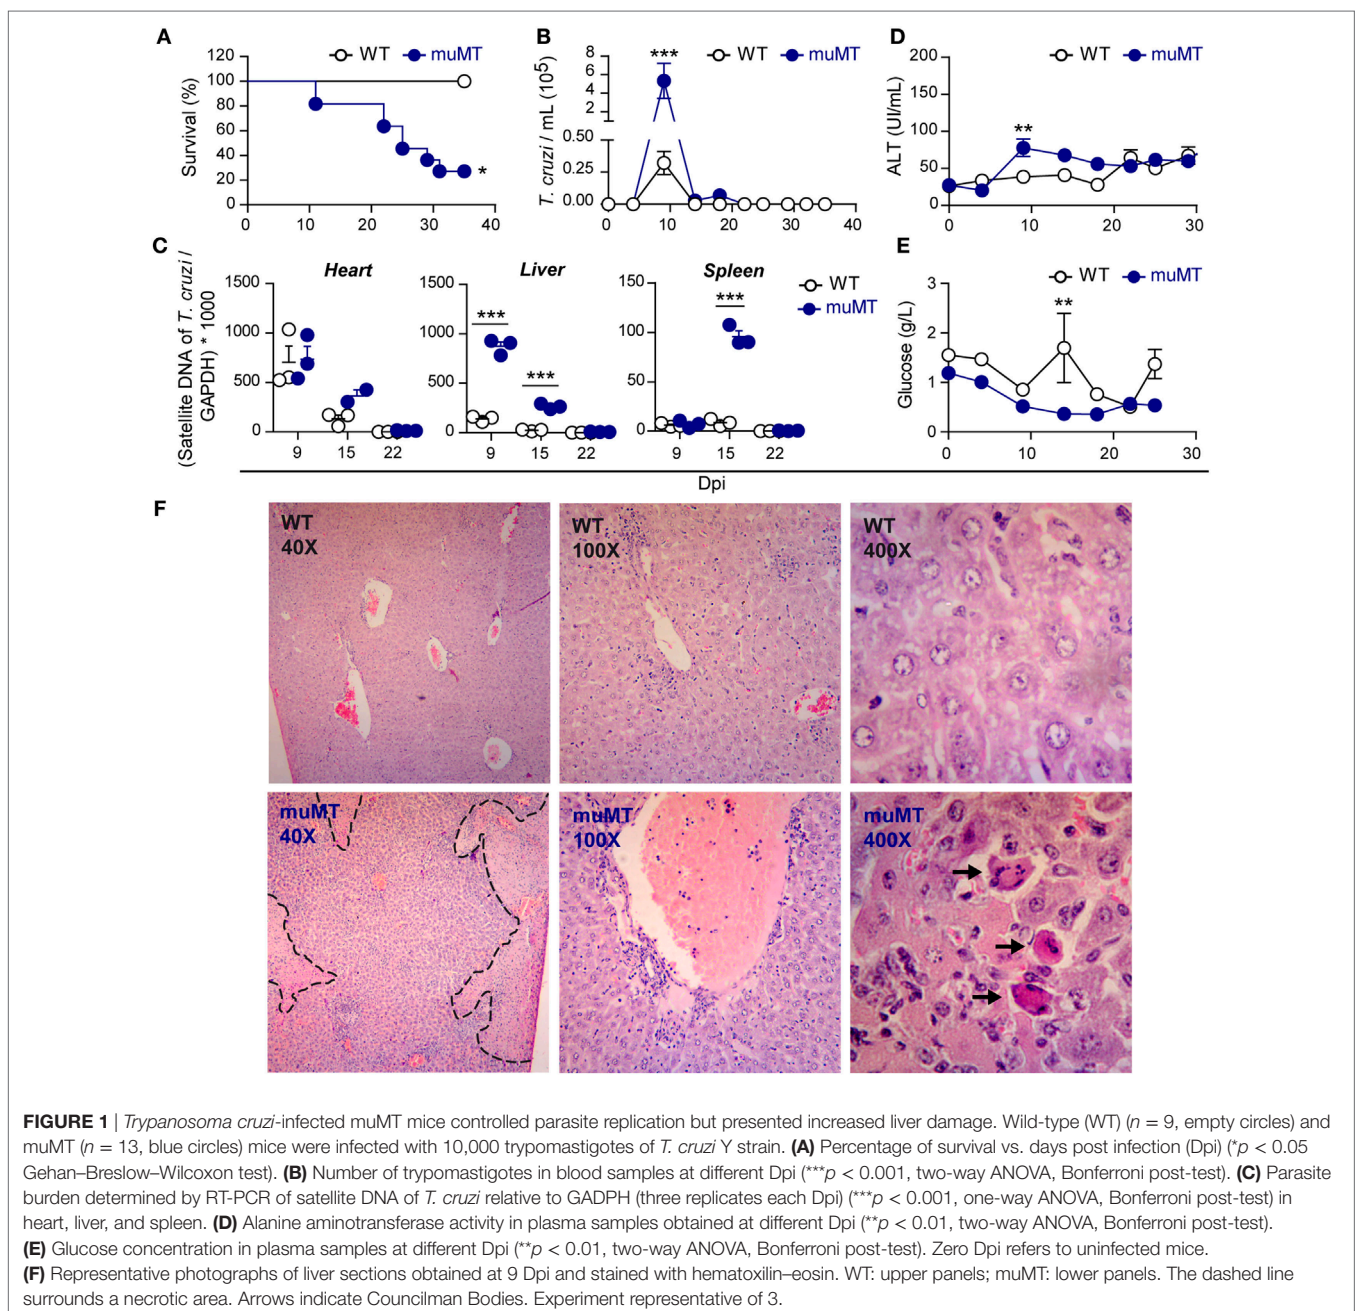 A
WT muMT
120
100
80
60
40
20
0
Survival (%)
*
0 10 20 30 40
B
WT muMT
8
6
4
2
0.50
0.25
0.00
T. cruzi / mL (10⁵)
***
0 10 20 30 40
D
WT muMT
200
150
100
50
0
ALT (UI/mL)
**
0 10 20 30
C
(Satellite DNA of T. cruzi /
GAPDH) * 1000
Heart
1500
1000
500
0
9 15 22
Liver
1500
1000
500
0
***
***
9 15 22
Spleen
150
100
50
0
***
9 15 22
WT
muMT
Dpi
E
WT muMT
3
2
1
0
Glucose (g/L)
**
0 10 20 30
F
WT
40X
WT
100X
WT
400X
muMT
40X
muMT
100X
muMT
400X
FIGURE 1 | Trypanosoma cruzi-infected muMT mice controlled parasite replication but presented increased liver damage. Wild-type (WT) (n = 9, empty circles) and
muMT (n = 13, blue circles) mice were infected with 10,000 trypomastigotes of T. cruzi Y strain. (A) Percentage of survival vs. days post infection (Dpi) (*p < 0.05
Gehan–Breslow–Wilcoxon test). (B) Number of trypomastigotes in blood samples at different Dpi (***p < 0.001, two-way ANOVA, Bonferroni post-test). (C) Parasite
burden determined by RT-PCR of satellite DNA of T. cruzi relative to GADPH (three replicates each Dpi) (***p < 0.001, one-way ANOVA, Bonferroni post-test) in
heart, liver, and spleen. (D) Alanine aminotransferase activity in plasma samples obtained at different Dpi (**p < 0.01, two-way ANOVA, Bonferroni post-test).
(E) Glucose concentration in plasma samples at different Dpi (**p < 0.01, two-way ANOVA, Bonferroni post-test). Zero Dpi refers to uninfected mice.
(F) Representative photographs of liver sections obtained at 9 Dpi and stained with hematoxilin–eosin. WT: upper panels; muMT: lower panels. The dashed line
surrounds a necrotic area. Arrows indicate Councilman Bodies. Experiment representative of 3.